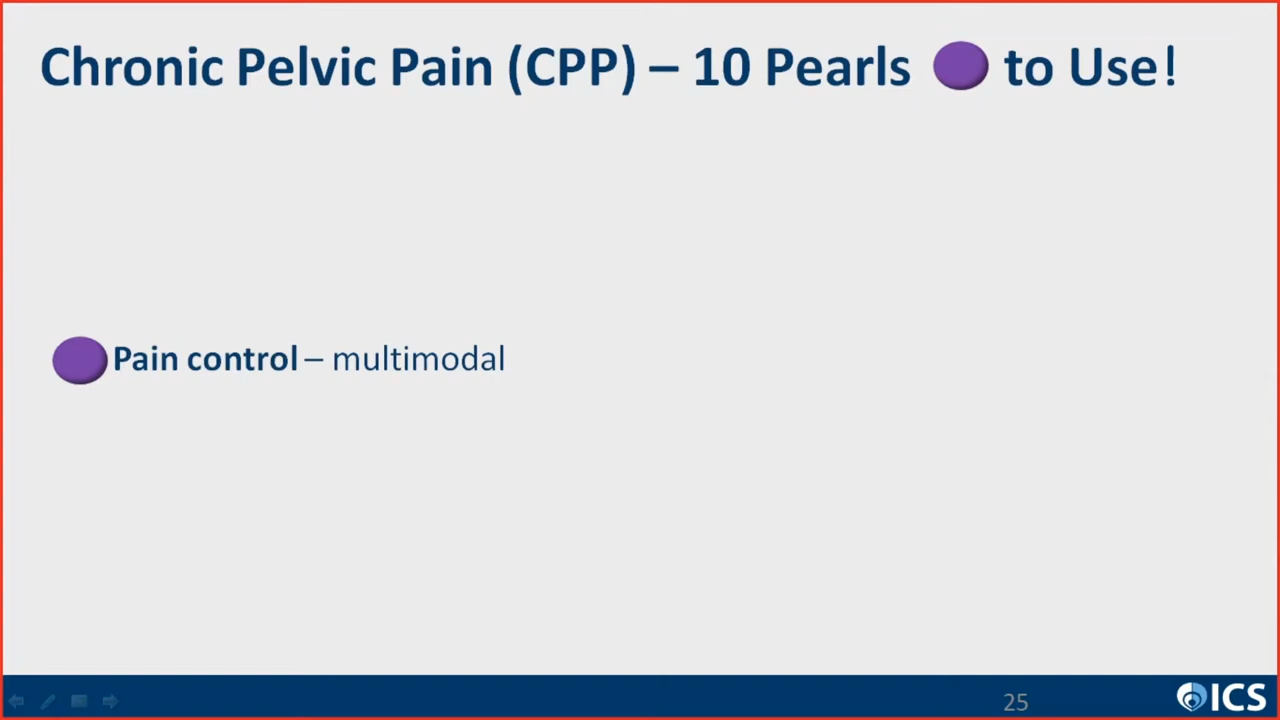 Chronic Pelvic Pain (CPP) – 10 Pearls to Use!
Pain control – multimodal
25
ICS